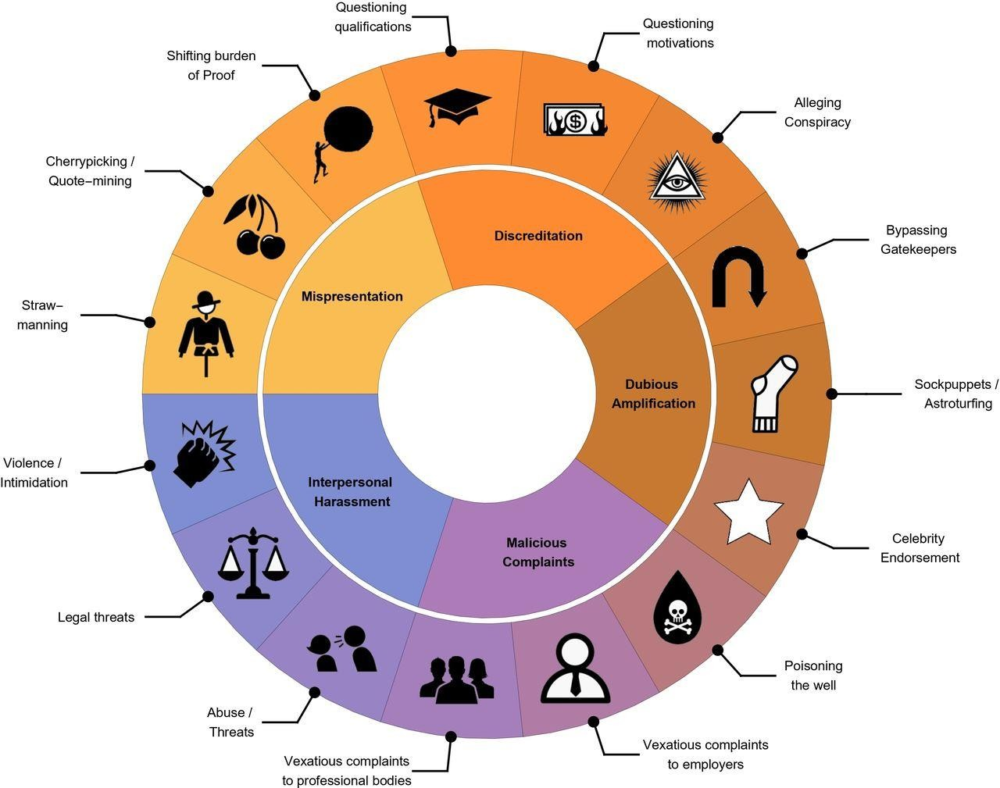 Questioning
qualifications
Questioning
motivations
Shifting burden
of Proof
Alleging
Conspiracy
Cherrypicking /
Quote–mining
Bypassing
Gatekeepers
Discreditation
Mispresentation
Straw–
manning
Dubious
Amplification
Sockpuppets /
Astroturfing
Violence /
Intimidation
Interpersonal
Harassment
Malicious
Complaints
Celebrity
Endorsement
Legal threats
Poisoning
the well
Abuse /
Threats
Vexatious complaints
to employers
Vexatious complaints
to professional bodies
$